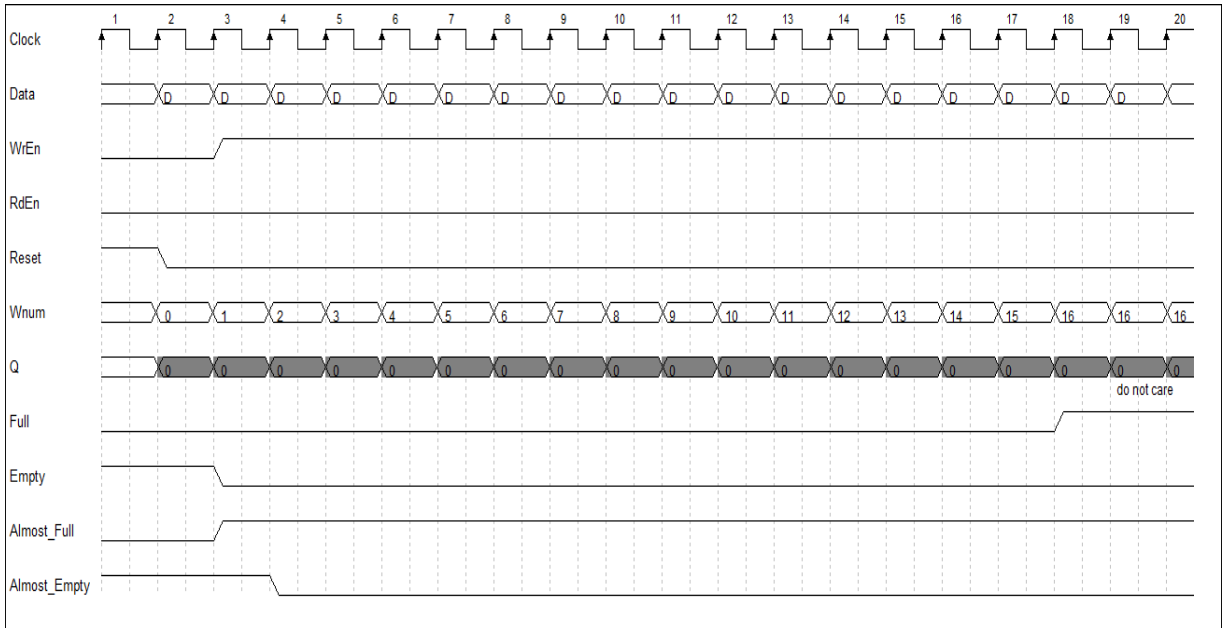 1 2 3 4 5 6 7 8 9 10 11 12 13 14 15 16 17 18 19 20
Clock
Data D D D D D D D D D D D D D D D D D D
WrEn
RdEn
Reset
Wnum 0 1 2 3 4 5 6 7 8 9 10 11 12 13 14 15 16 16 16
Q 0 0 0 0 0 0 0 0 0 0 0 0 0 0 0 0 0 0 0
do not care
Full
Empty
Almost_Full
Almost_Empty